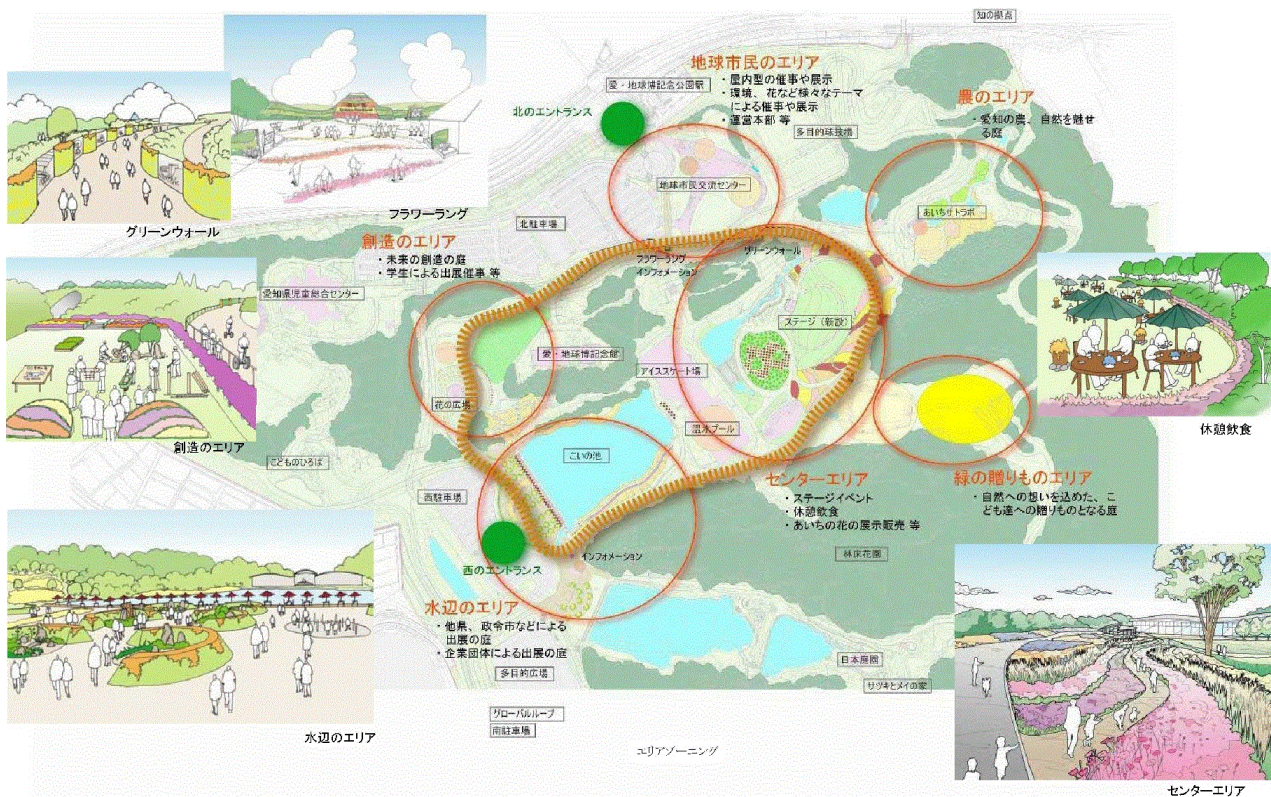 知の拠点
地球市民のエリア
・屋内型の催事や展示
・環境、花など様々なテーマ
による催事や展示
・運営本部 等
愛・地球博記念公園駅
北のエントランス
多目的球技場
農のエリア
・愛知の農、自然を魅せ
る庭
地球市民交流センター
あいちサトラボ
グリーンウォール
フラワーラング
北駐車場
創造のエリア
・未来の創造の庭
・学生による出展催事 等
フラワーラング
インフォメーション
グリーンウォール
愛知県児童総合センター
ステージ(新設)
愛・地球博記念館
アイススケート場
花の広場
温水プール
休憩飲食
創造のエリア
こどものひろば
こいの池
センターエリア
・ステージイベント
・休憩飲食
・あいちの花の展示販売 等
緑の贈りものエリア
・自然への想いを込めた、こ
ども達への贈りものとなる庭
西駐車場
インフォメーション
林床花園
西のエントランス
水辺のエリア
・他県、政令市などによる
出展の庭
・企業団体による出展の庭
日本庭園
多目的広場
サツキとメイの家
グローバルループ
南駐車場
水辺のエリア
エリアゾーニング
センターエリア